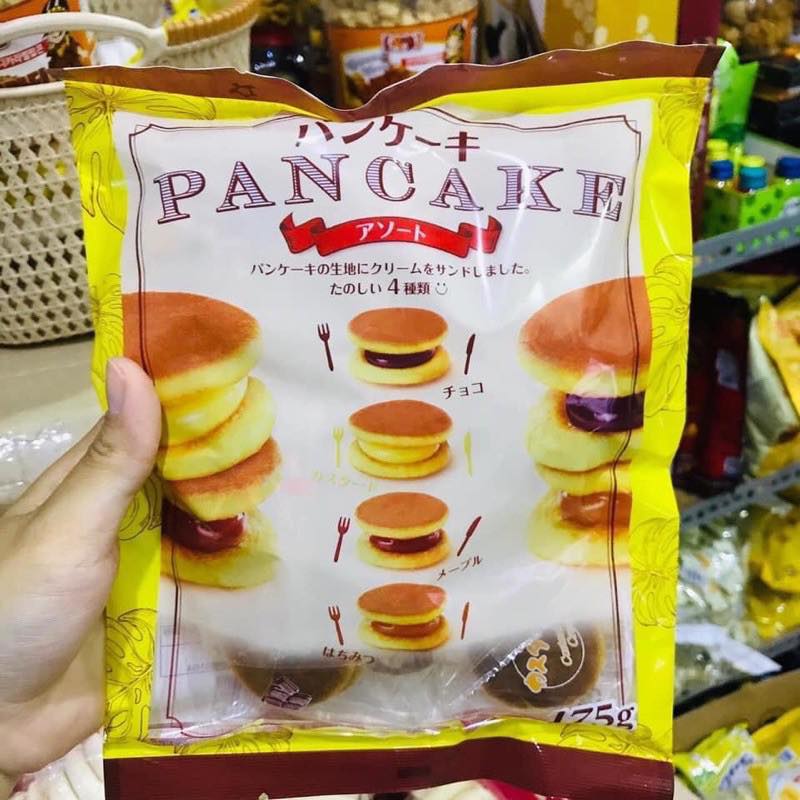 パンケーキ
PANCAKE
アソート
パンケーキの生地にクリームをサンドしました。
たのしい4種類
チョコ
カスタード
メープル
はちみつ
175g